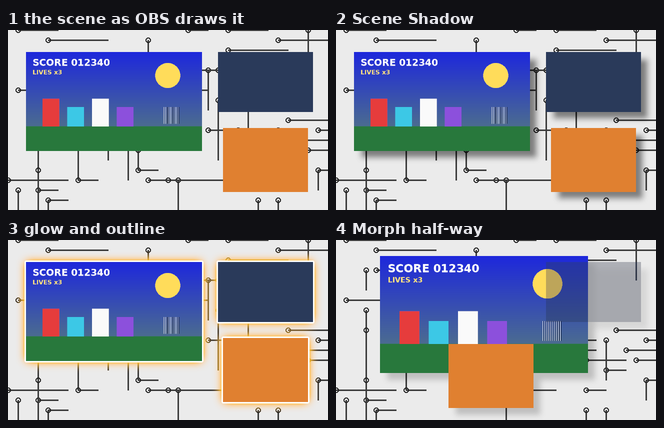 1 the scene as OBS draws it
SCORE 012340
LIVES x3
2 Scene Shadow
SCORE 012340
LIVES x3
3 glow and outline
SCORE 012340
LIVES x3
4 Morph half-way
SCORE 012340
LIVES x3